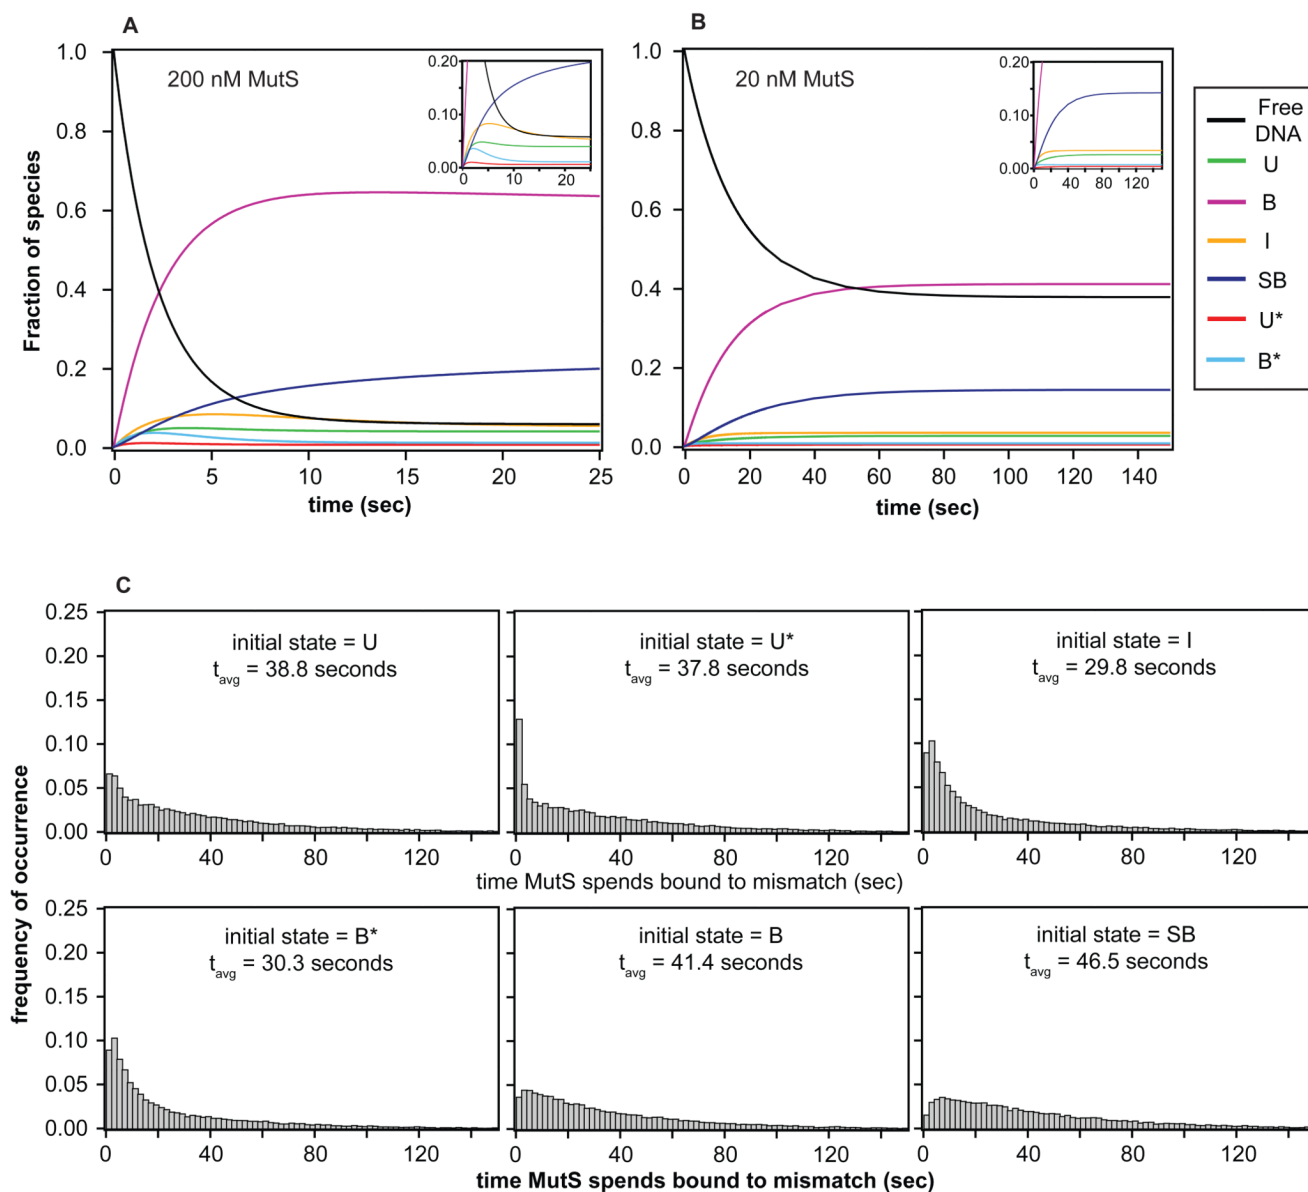 A
1.0
0.8
0.6
0.4
0.2
0.0
Fraction of species
200 nM MutS
0.20
0.10
0.00
0
10
20
0
5
10
15
20
25
time (sec)
B
1.0
0.8
0.6
0.4
0.2
0.0
20 nM MutS
0.20
0.10
0.00
0
40
80
120
0
20
40
60
80
100
120
140
time (sec)
Free
DNA
U
B
I
SB
U*
B*
C
frequency of occurrence
0.25
0.20
0.15
0.10
0.05
0.00
initial state = U
tavg = 38.8 seconds
0
40
80
120
initial state = U*
tavg = 37.8 seconds
0
40
80
120
initial state = I
tavg = 29.8 seconds
0
40
80
120
time MutS spends bound to mismatch (sec)
0.25
0.20
0.15
0.10
0.05
0.00
initial state = B*
tavg = 30.3 seconds
0
40
80
120
initial state = B
tavg = 41.4 seconds
0
40
80
120
initial state = SB
tavg = 46.5 seconds
0
40
80
120
time MutS spends bound to mismatch (sec)